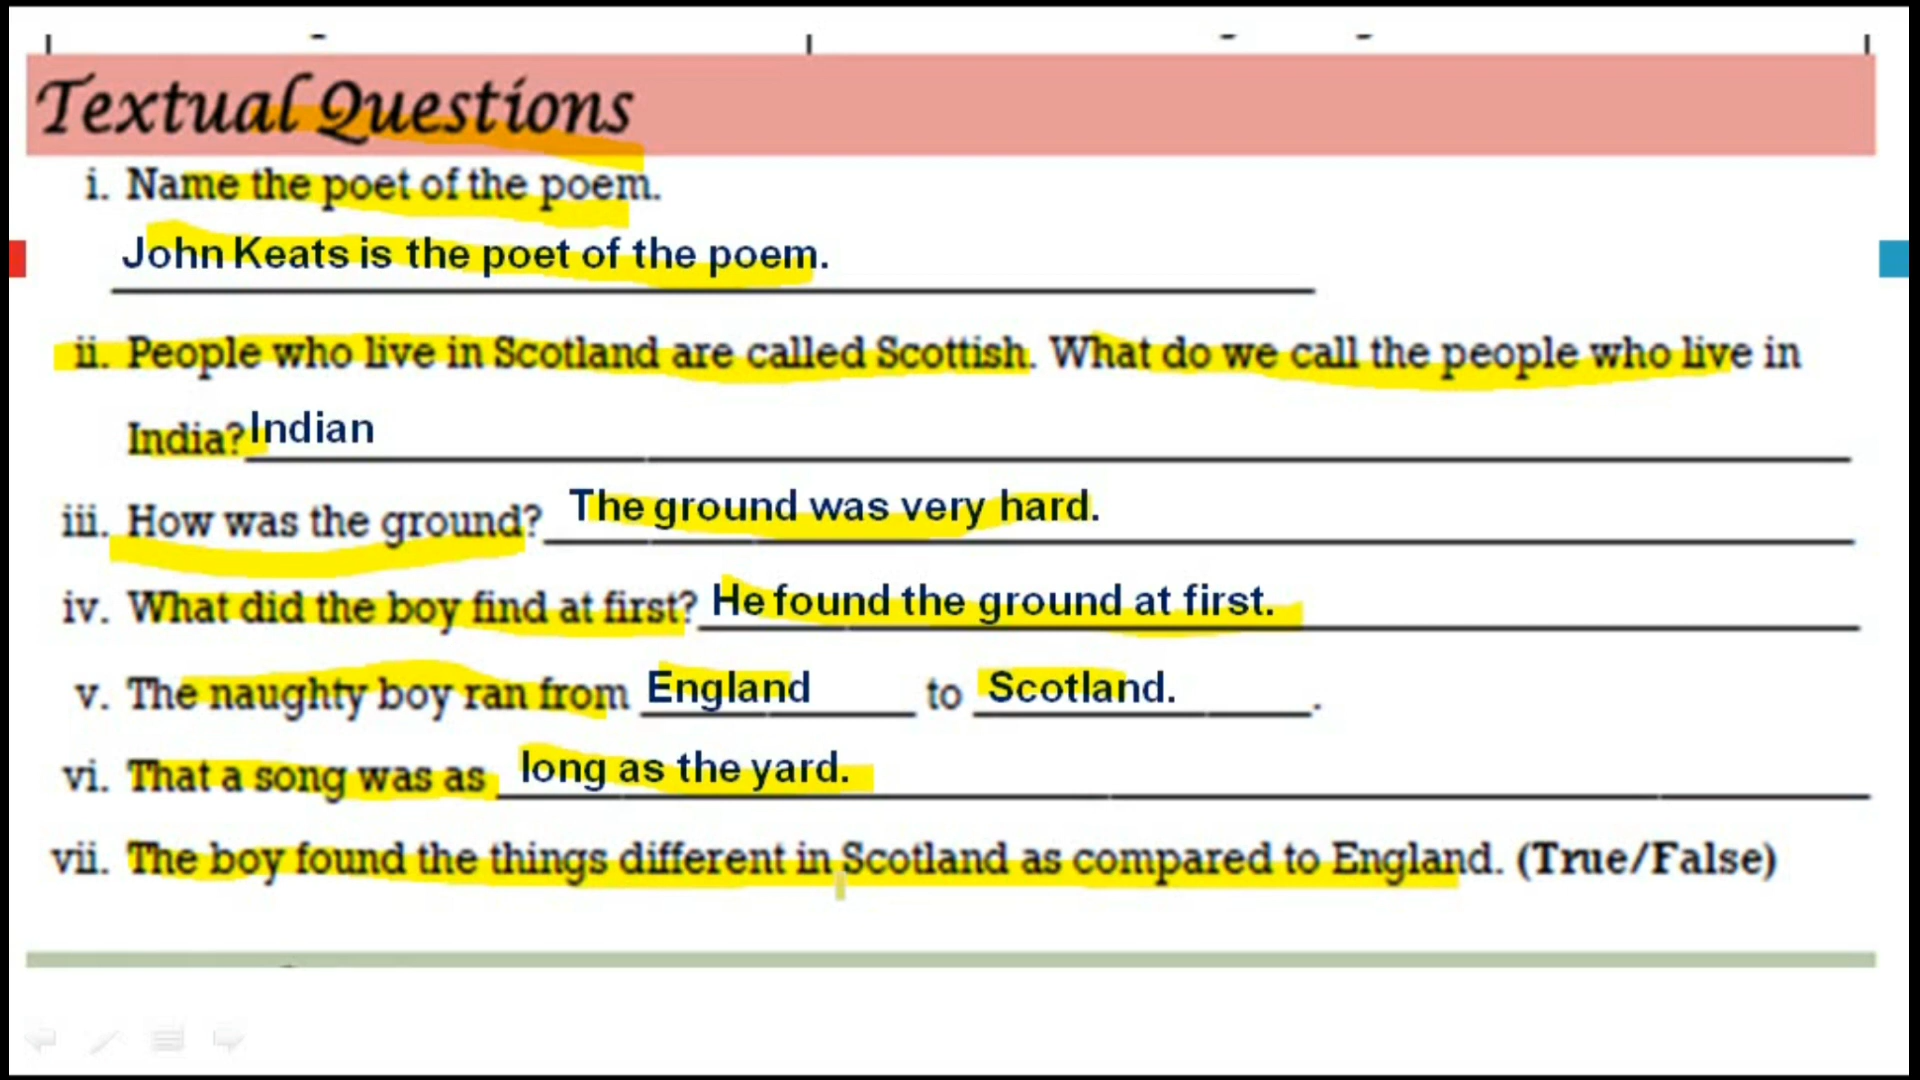 Textual Questions
i. Name the poet of the poem.
John Keats is the poet of the poem.
ii. People who live in Scotland are called Scottish. What do we call the people who live in
India? Indian
iii. How was the ground? The ground was very hard.
iv. What did the boy find at first? He found the ground at first.
v. The naughty boy ran from England to Scotland. .
vi. That a song was as long as the yard.
vii. The boy found the things different in Scotland as compared to England. (True/False)